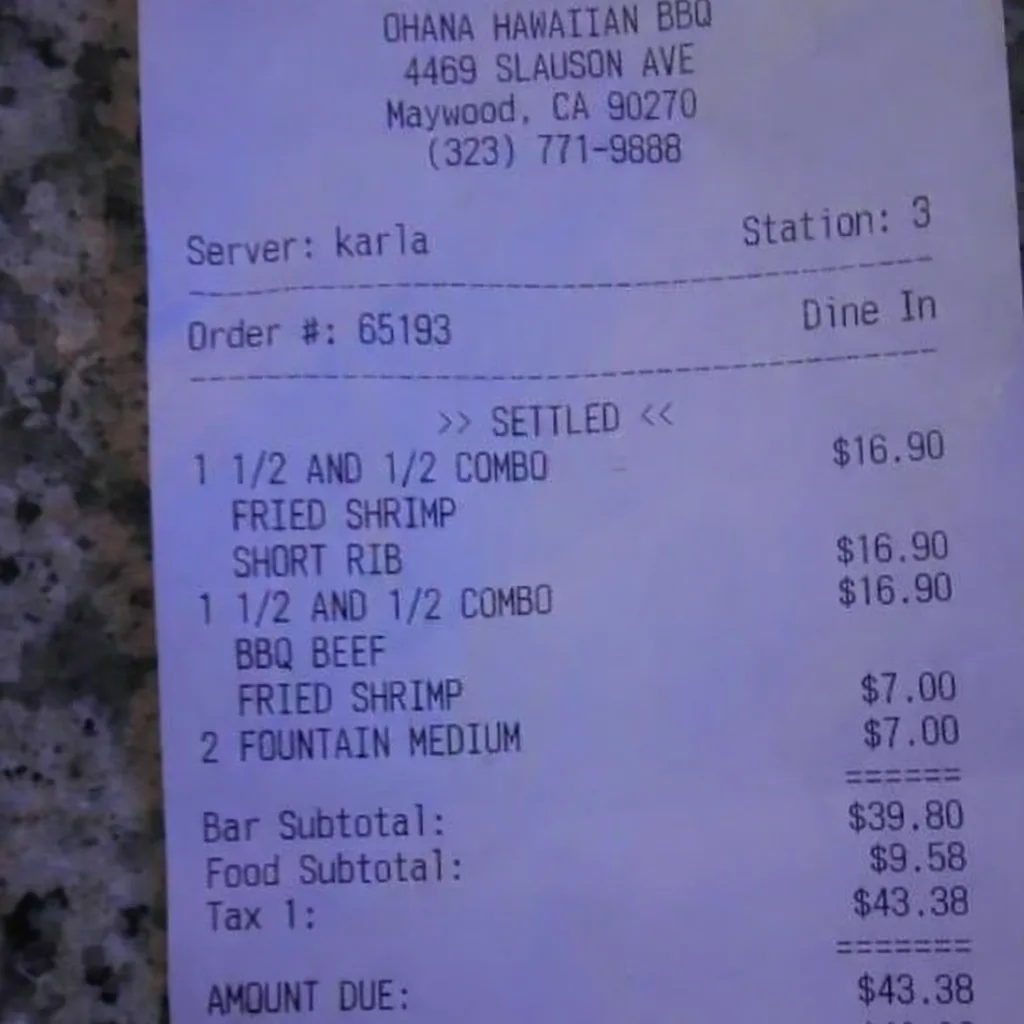 OHANA HAWAIIAN BBQ
4469 SLAUSON AVE
Maywood, CA 90270
(323) 771-9888
Server: karla Station: 3
--------------------------------
Order #: 65193 Dine In
--------------------------------
>> SETTLED <<
1 1/2 AND 1/2 COMBO $16.90
FRIED SHRIMP
SHORT RIB $16.90
1 1/2 AND 1/2 COMBO $16.90
BBQ BEEF
FRIED SHRIMP $7.00
2 FOUNTAIN MEDIUM $7.00
======
Bar Subtotal: $39.80
Food Subtotal: $9.58
Tax 1: $43.38
=======
AMOUNT DUE: $43.38